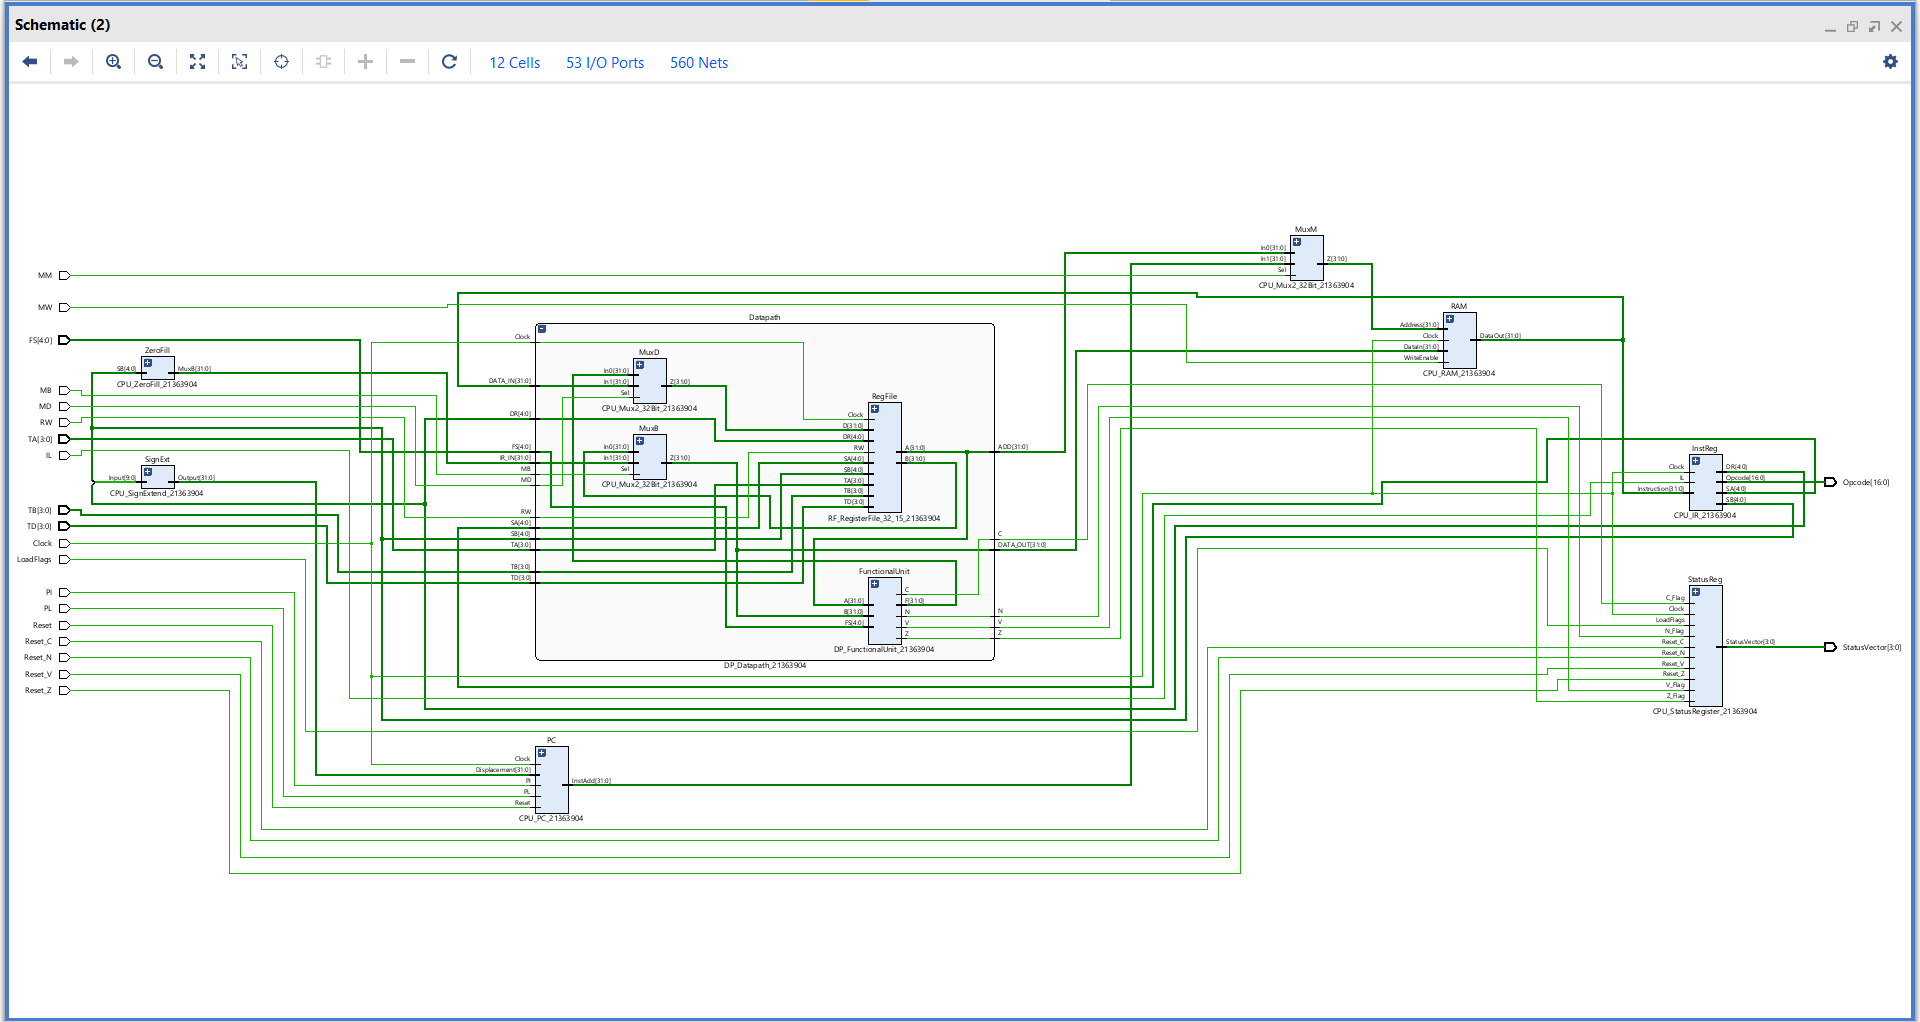 Schematic (2)
12 Cells
53 I/O Ports
560 Nets
MM
MW
FS[4:0]
MB
MD
RW
TA[3:0]
IL
TB[3:0]
TD[3:0]
Clock
LoadFlags
PI
PL
Reset
Reset_C
Reset_N
Reset_V
Reset_Z
ZeroFill
SB[4:0]
MuxB[31:0]
CPU_ZeroFill_21363904
SignExt
Input[9:0]
Output[31:0]
CPU_SignExtend_21363904
Datapath
Clock
DATA_IN[31:0]
DR[4:0]
FS[4:0]
IR_IN[31:0]
MB
MD
RW
SA[4:0]
SB[4:0]
TA[3:0]
TB[3:0]
TD[3:0]
MuxD
In0[31:0]
In1[31:0]
Sel
Z[31:0]
CPU_Mux2_32Bit_21363904
MuxB
In0[31:0]
In1[31:0]
Sel
Z[31:0]
CPU_Mux2_32Bit_21363904
RegFile
Clock
D[31:0]
DR[4:0]
RW
SA[4:0]
SB[4:0]
TA[3:0]
TB[3:0]
TD[3:0]
A[31:0]
B[31:0]
RF_RegisterFile_32_15_21363904
FunctionalUnit
A[31:0]
B[31:0]
FS[4:0]
C
F[31:0]
N
V
Z
DP_FunctionalUnit_21363904
ADD[31:0]
C
DATA_OUT[31:0]
N
V
Z
DP_Datapath_21363904
PC
Clock
Displacement[31:0]
PI
PL
Reset
InstAdd[31:0]
CPU_PC_21363904
MuxM
In0[31:0]
In1[31:0]
Sel
Z[31:0]
CPU_Mux2_32Bit_21363904
RAM
Address[31:0]
Clock
DataIn[31:0]
WriteEnable
DataOut[31:0]
CPU_RAM_21363904
InstReg
Clock
IL
Instruction[31:0]
DR[4:0]
Opcode[16:0]
SA[4:0]
SB[4:0]
CPU_IR_21363904
Opcode[16:0]
StatusReg
C_Flag
Clock
LoadFlags
N_Flag
Reset_C
Reset_N
Reset_V
Reset_Z
V_Flag
Z_Flag
StatusVector[3:0]
CPU_StatusRegister_21363904
StatusVector[3:0]